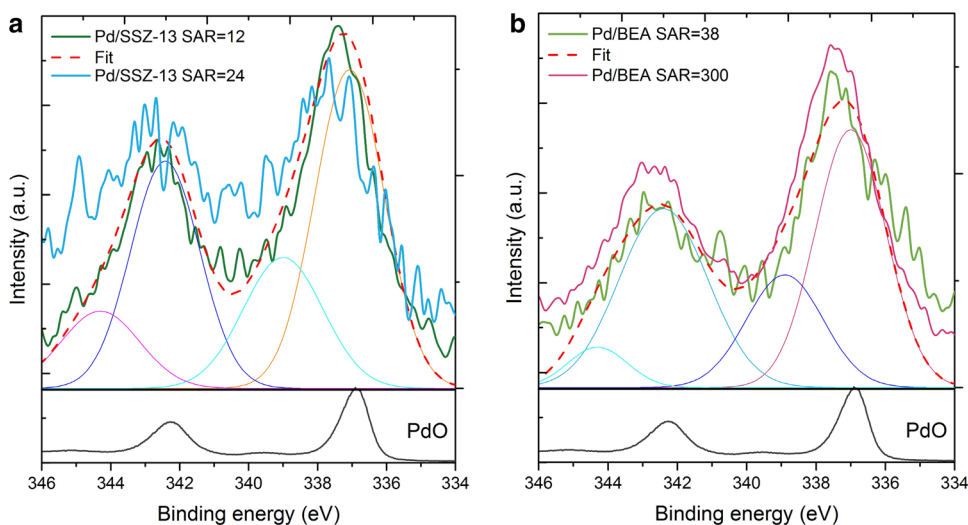 a
Pd/SSZ-13 SAR=12
Fit
Pd/SSZ-13 SAR=24
Intensity (a.u.)
PdO
346 344 342 340 338 336 334
Binding energy (eV)
b
Pd/BEA SAR=38
Fit
Pd/BEA SAR=300
Intensity (a.u.)
PdO
346 344 342 340 338 336 334
Binding energy (eV)